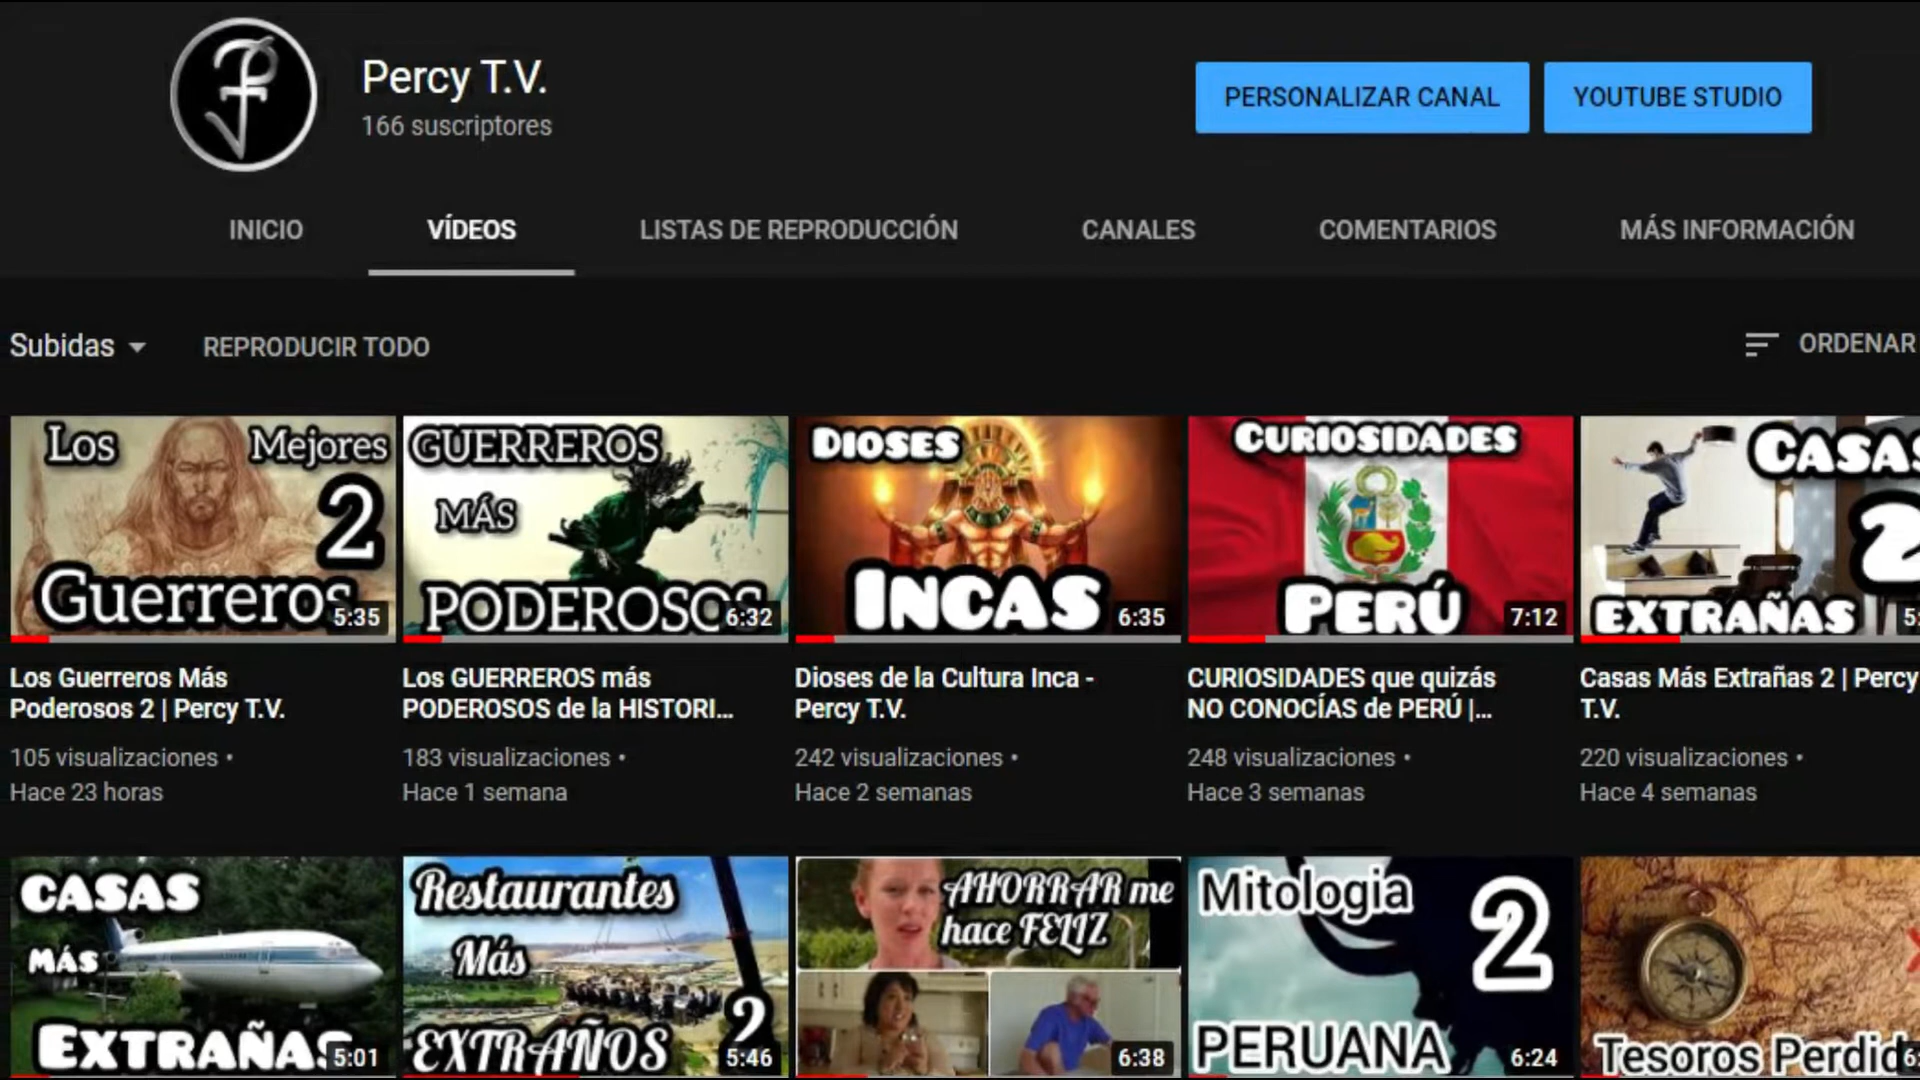 Percy T.V.
166 suscriptores
PERSONALIZAR CANAL
YOUTUBE STUDIO
INICIO
VÍDEOS
LISTAS DE REPRODUCCIÓN
CANALES
COMENTARIOS
MÁS INFORMACIÓN
Subidas
REPRODUCIR TODO
ORDENAR
Los Mejores
2
Guerreros
5:35
GUERREROS
MÁS
PODEROSOS
6:32
DIOSES
INCAS
6:35
CURIOSIDADES
PERÚ
7:12
CASAS
2
EXTRAÑAS
5:
Los Guerreros Más
Poderosos 2 | Percy T.V.
105 visualizaciones •
Hace 23 horas
Los GUERREROS más
PODEROSOS de la HISTORI...
183 visualizaciones •
Hace 1 semana
Dioses de la Cultura Inca -
Percy T.V.
242 visualizaciones •
Hace 2 semanas
CURIOSIDADES que quizás
NO CONOCÍAS de PERÚ |...
248 visualizaciones •
Hace 3 semanas
Casas Más Extrañas 2 | Percy
T.V.
220 visualizaciones •
Hace 4 semanas
CASAS
MÁS
EXTRAÑAS
5:01
Restaurantes
Más
2
EXTRAÑOS
5:46
AHORRAR me
hace FELIZ
6:38
Mitologia
2
PERUANA
6:24
Tesoros Perdid
6: